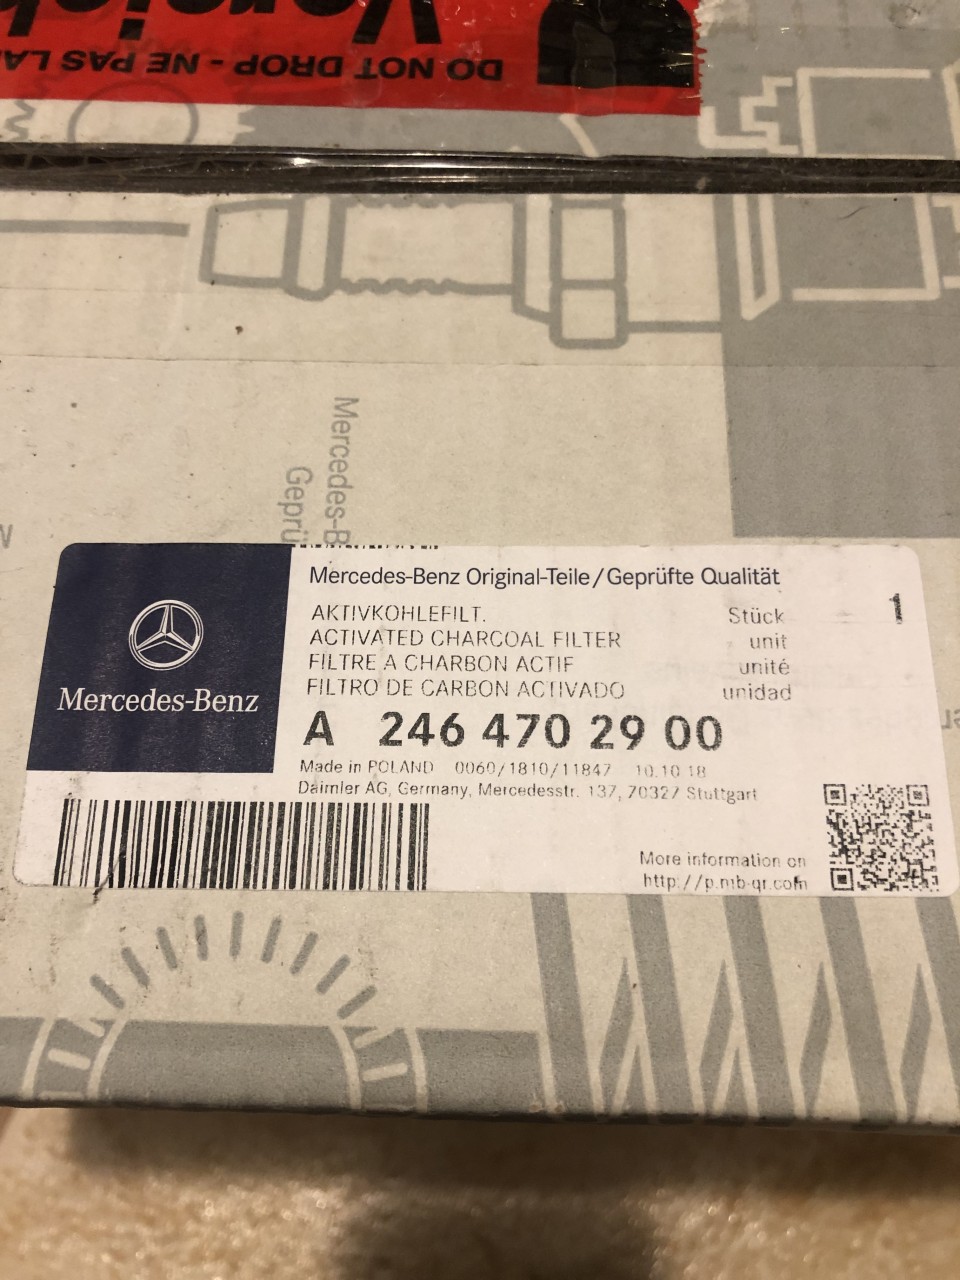 DO NOT DROP - NE PAS
Mercedes-B
Geprü
Mercedes-Benz
Mercedes-Benz Original-Teile/Geprüfte Qualität
AKTIVKOHLEFILT. Stück 1
ACTIVATED CHARCOAL FILTER unit
FILTRE A CHARBON ACTIF unité
FILTRO DE CARBON ACTIVADO unidad
A 246 470 29 00
Made in POLAND 0060/1810/11847 10.10.18
Daimler AG, Germany, Mercedesstr. 137, 70327 Stuttgart
More information on
http://p.mb-qr.com